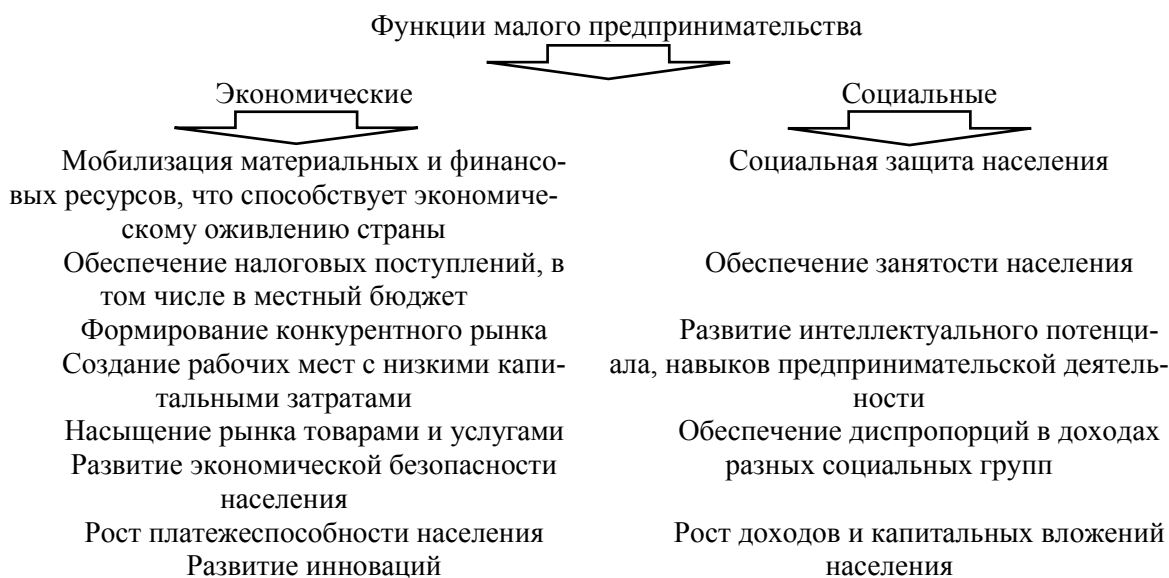 Функции малого предпринимательства
Экономические
Мобилизация материальных и финансо-
вых ресурсов, что способствует экономиче-
скому оживлению страны
Обеспечение налоговых поступлений, в
том числе в местный бюджет
Формирование конкурентного рынка
Создание рабочих мест с низкими капи-
тальными затратами
Насыщение рынка товарами и услугами
Развитие экономической безопасности
населения
Рост платежеспособности населения
Развитие инноваций
Социальные
Социальная защита населения
Обеспечение занятости населения
Развитие интеллектуального потенци-
ала, навыков предпринимательской деятель-
ности
Обеспечение диспропорций в доходах
разных социальных групп
Рост доходов и капитальных вложений
населения